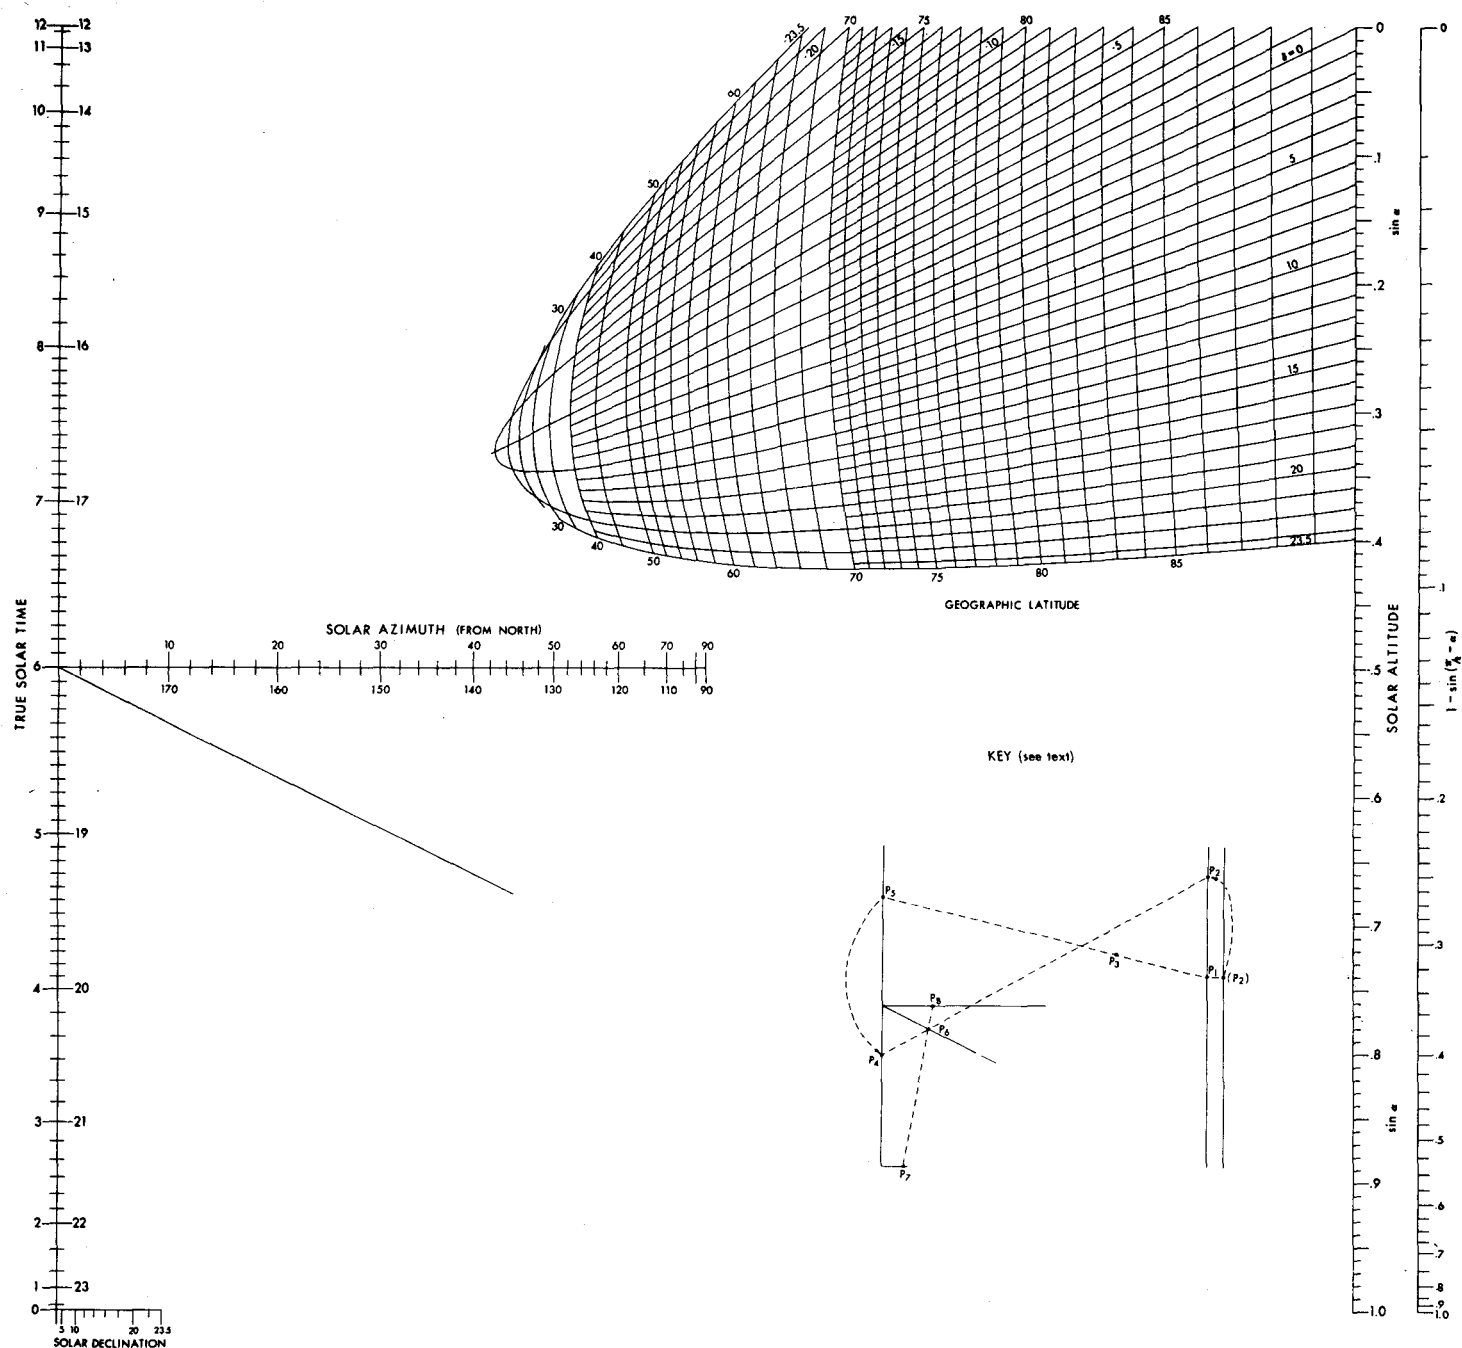 12 12
11 13
10 14
9 15
8 16
7 17
6
5 19
4 20
3 21
2 22
1 23
0
TRUE SOLAR TIME
5 10 20 23.5
SOLAR DECLINATION
SOLAR AZIMUTH (FROM NORTH)
10 20 30 40 50 60 70 90
170 160 150 140 130 120 110 90
70 75 80 85
-23.5 -20 -15 -10 -5 δ=0
60
50
40
30
5
10
15
20
23.5
30
40
50
60
70 75 80 85
GEOGRAPHIC LATITUDE
0
.1
sin α
.2
.3
.4
.5
SOLAR ALTITUDE
.6
.7
.8
sin α
.9
1.0
0
.1
.2
.3
.4
.5
.6
.7
.8
.9
1.0
KEY (see text)
P5
P2
P3
P1 (P2)
P8
P6
P4
P7